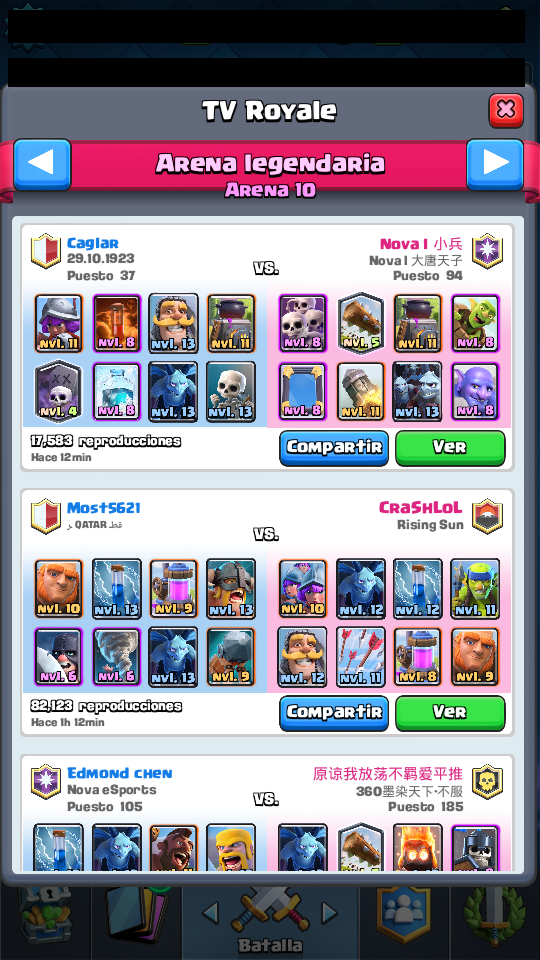 TV Royale
Arena legendaria
Arena 10
Caglar
29.10.1923
Puesto 37
vs.
Nova l 小兵
Nova l 大唐天子
Puesto 94
nvl. 11 nvl. 8 nvl. 13 nvl. 11
nvl. 8 nvl. 5 nvl. 11 nvl. 8
nvl. 4 nvl. 8 nvl. 13 nvl. 13
nvl. 8 nvl. 11 nvl. 13 nvl. 8
17,583 reproducciones
Hace 12min
Compartir
Ver
Most5621
QATAR قطر
vs.
CraShLoL
Rising Sun
nvl. 10 nvl. 13 nvl. 9 nvl. 13
nvl. 10 nvl. 12 nvl. 12 nvl. 11
nvl. 6 nvl. 6 nvl. 13 nvl. 9
nvl. 12 nvl. 11 nvl. 8 nvl. 9
82,123 reproducciones
Hace 1h 12min
Compartir
Ver
Edmond chen
Nova eSports
Puesto 105
vs.
原谅我放荡不羁爱平推
360墨染天下·不服
Puesto 185
Batalla